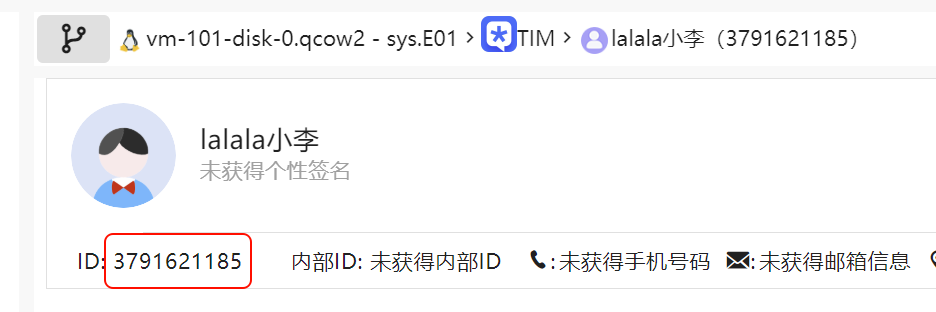 vm-101-disk-0.qcow2 - sys.E01 > TIM > lalala小李（3791621185）
lalala小李
未获得个性签名
ID: 3791621185 内部ID: 未获得内部ID :未获得手机号码 :未获得邮箱信息